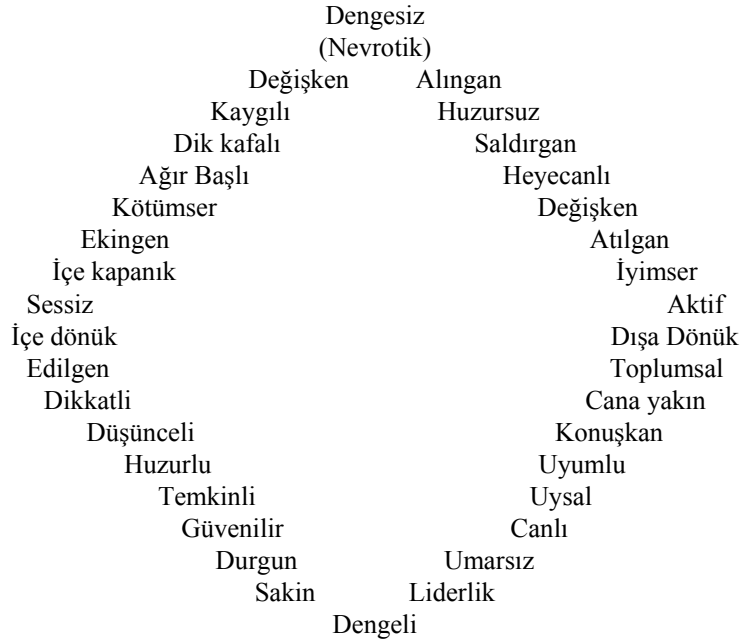 Dengesiz
(Nevrotik)
Değişken Alıngan
Kaygılı Huzursuz
Dik kafalı Saldırgan
Ağır Başlı Heyecanlı
Kötümser Değişken
Ekingen Atılgan
İçe kapanık İyimser
Sessiz Aktif
İçe dönük Dışa Dönük
Edilgen Toplumsal
Dikkatli Cana yakın
Düşünceli Konuşkan
Huzurlu Uyumlu
Temkinli Uysal
Güvenilir Canlı
Durgun Umarsız
Sakin Liderlik
Dengeli